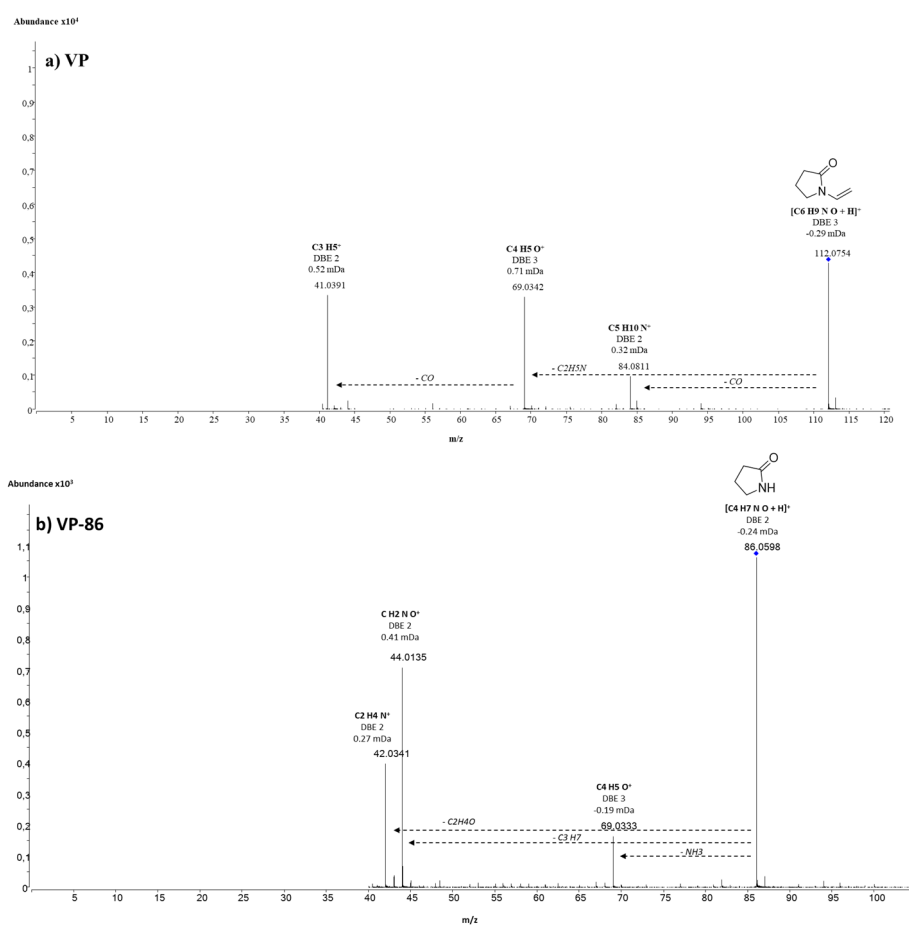 Abundance x10⁴
a) VP
1
0,9
0,8
0,7
0,6
0,5
0,4
0,3
0,2
0,1
0
O
N
[C6 H9 N O + H]⁺
DBE 3
-0.29 mDa
112.0754
C3 H5⁺
DBE 2
0.52 mDa
41.0391
C4 H5 O⁺
DBE 3
0.71 mDa
69.0342
C5 H10 N⁺
DBE 2
0.32 mDa
84.0811
- C2H5N
- CO
- CO
5 10 15 20 25 30 35 40 45 50 55 60 65 70 75 80 85 90 95 100 105 110 115 120
m/z
Abundance x10³
b) VP-86
1,1
1
0,9
0,8
0,7
0,6
0,5
0,4
0,3
0,2
0,1
0
O
NH
[C4 H7 N O + H]⁺
DBE 2
-0.24 mDa
86.0598
C H2 N O⁺
DBE 2
0.41 mDa
44.0135
C2 H4 N⁺
DBE 2
0.27 mDa
42.0341
C4 H5 O⁺
DBE 3
-0.19 mDa
69.0333
- C2H4O
- C3 H7
- NH3
5 10 15 20 25 30 35 40 45 50 55 60 65 70 75 80 85 90 95 100
m/z